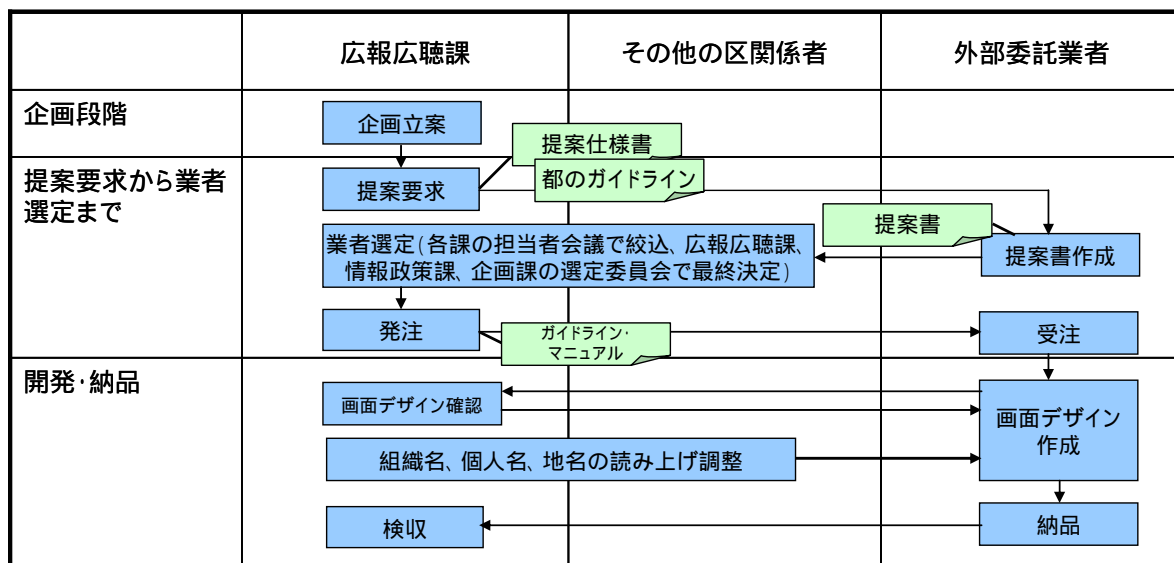 広報広聴課
その他の区関係者
外部委託業者
企画段階
企画立案
提案仕様書
提案要求から業者
選定まで
提案要求
都のガイドライン
提案書
提案書作成
業者選定(各課の担当者会議で絞込、広報広聴課、
情報政策課、企画課の選定委員会で最終決定)
発注
ガイドライン・
マニュアル
受注
開発・納品
画面デザイン確認
画面デザイン
作成
組織名、個人名、地名の読み上げ調整
検収
納品